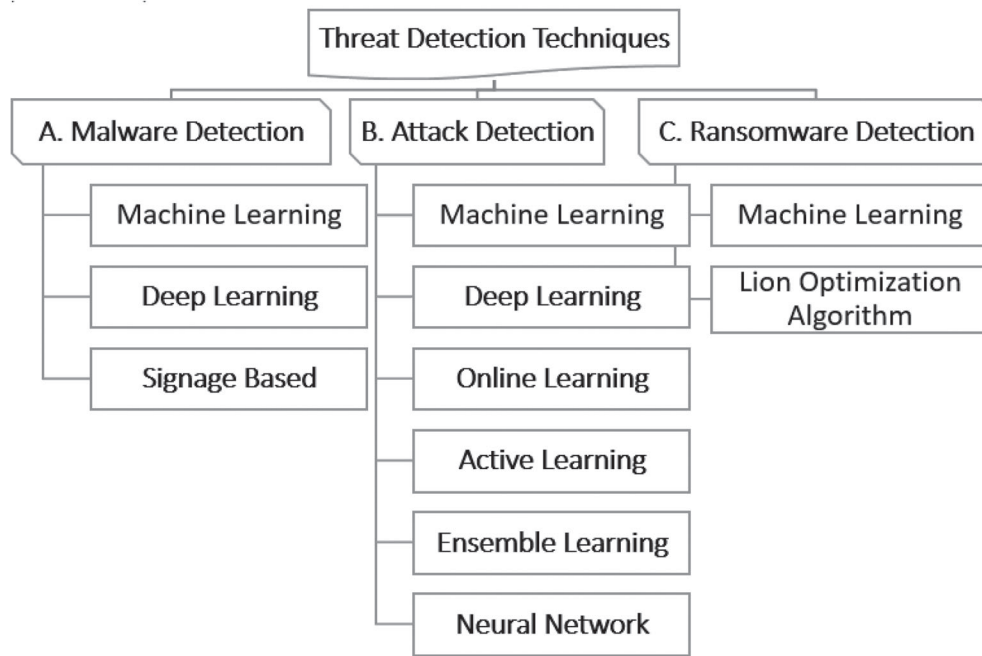 Threat Detection Techniques
A. Malware Detection
Machine Learning
Deep Learning
Signage Based
B. Attack Detection
Machine Learning
Deep Learning
Online Learning
Active Learning
Ensemble Learning
Neural Network
C. Ransomware Detection
Machine Learning
Lion Optimization
Algorithm